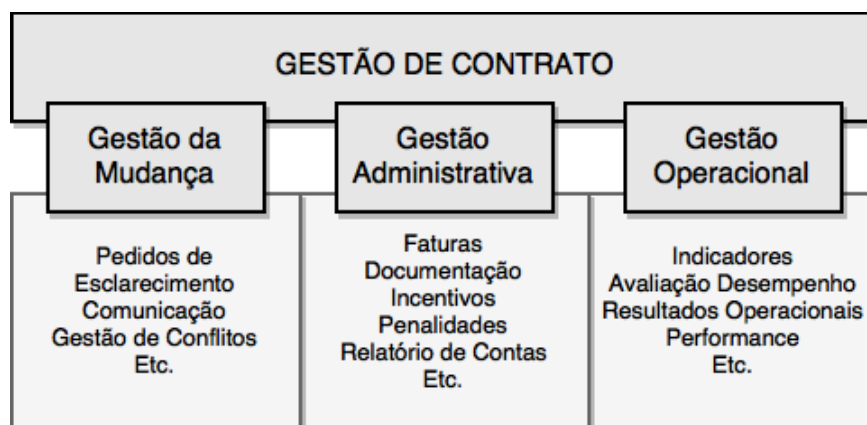 GESTÃO DE CONTRATO
Gestão da
Mudança
Pedidos de
Esclarecimento
Comunicação
Gestão de Conflitos
Etc.
Gestão
Administrativa
Faturas
Documentação
Incentivos
Penalidades
Relatório de Contas
Etc.
Gestão
Operacional
Indicadores
Avaliação Desempenho
Resultados Operacionais
Performance
Etc.